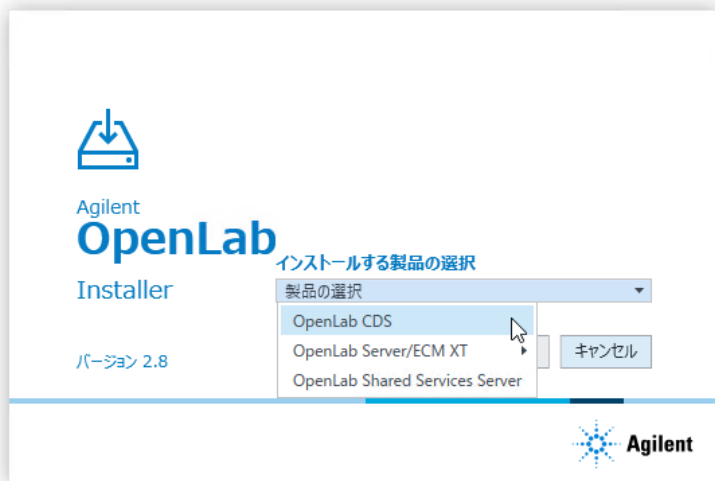 Agilent
OpenLab
Installer
バージョン 2.8
インストールする製品の選択
製品の選択
OpenLab CDS
OpenLab Server/ECM XT
OpenLab Shared Services Server
キャンセル
Agilent